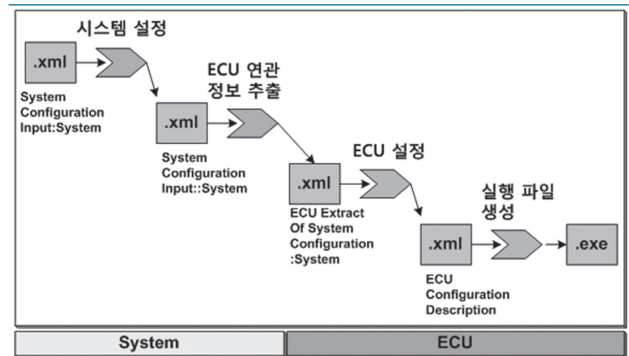 시스템 설정
.xml
System
Configuration
Input:System
ECU 연관
정보 추출
.xml
System
Configuration
Input::System
ECU 설정
.xml
ECU Extract
Of System
Configuration
:System
실행 파일
생성
.xml
ECU
Configuration
Description
.exe
System
ECU